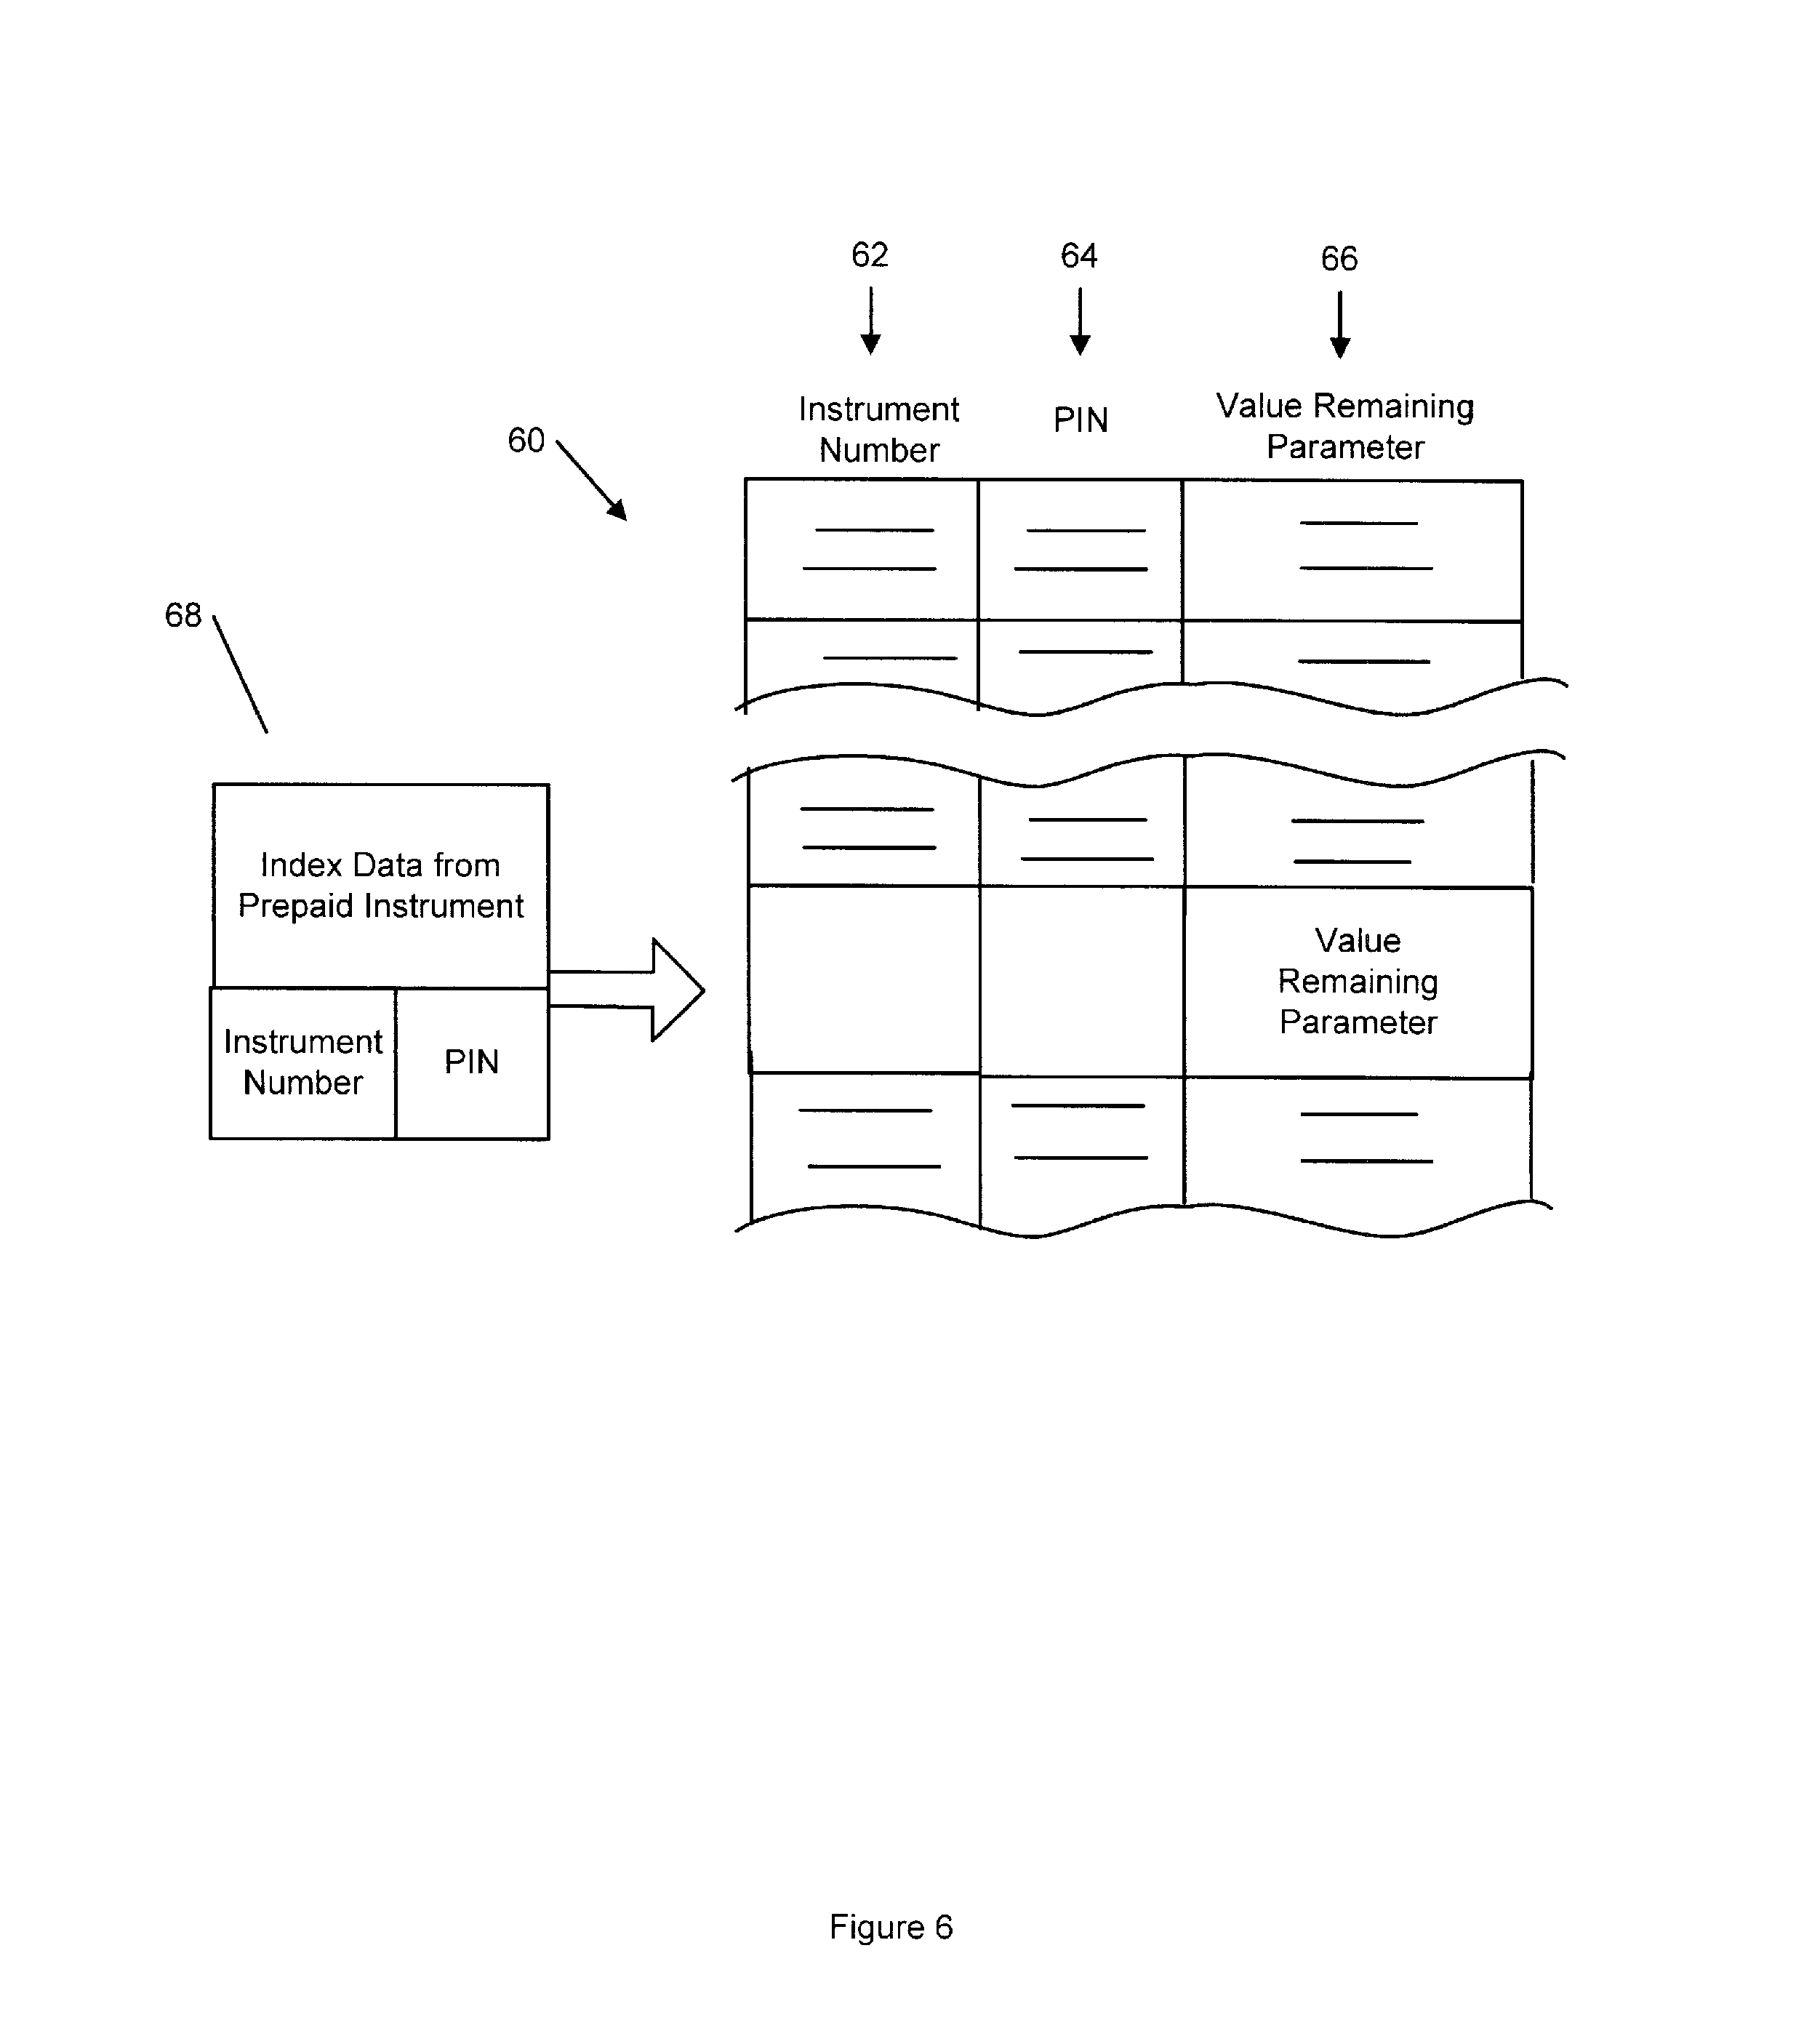 62
64
66
Instrument
Number
PIN
Value Remaining
Parameter
60
68
Index Data from
Prepaid Instrument
Instrument
Number
PIN
Value
Remaining
Parameter
Figure 6